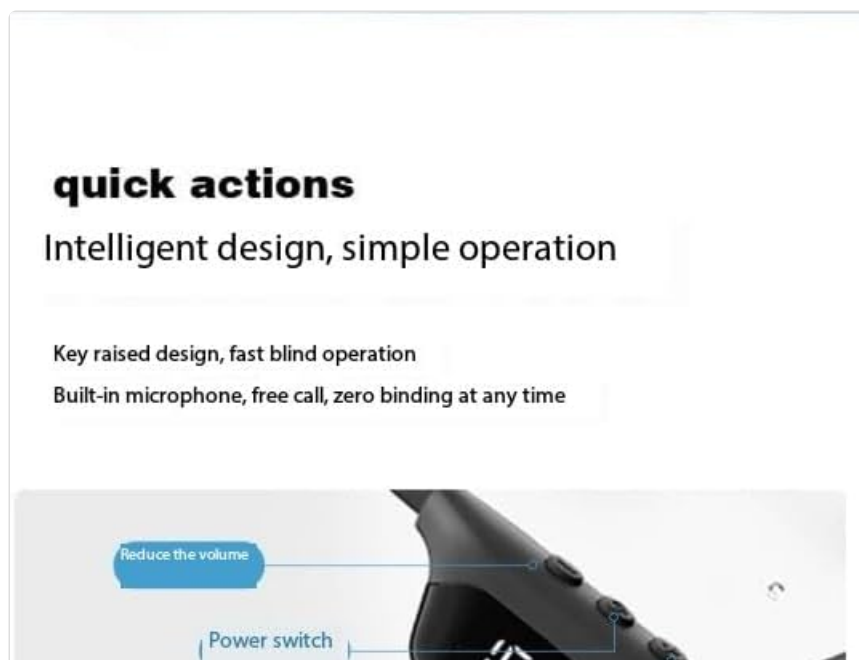 quick actions
Intelligent design, simple operation
Key raised design, fast blind operation
Built-in microphone, free call, zero binding at any time
Reduce the volume
Power switch